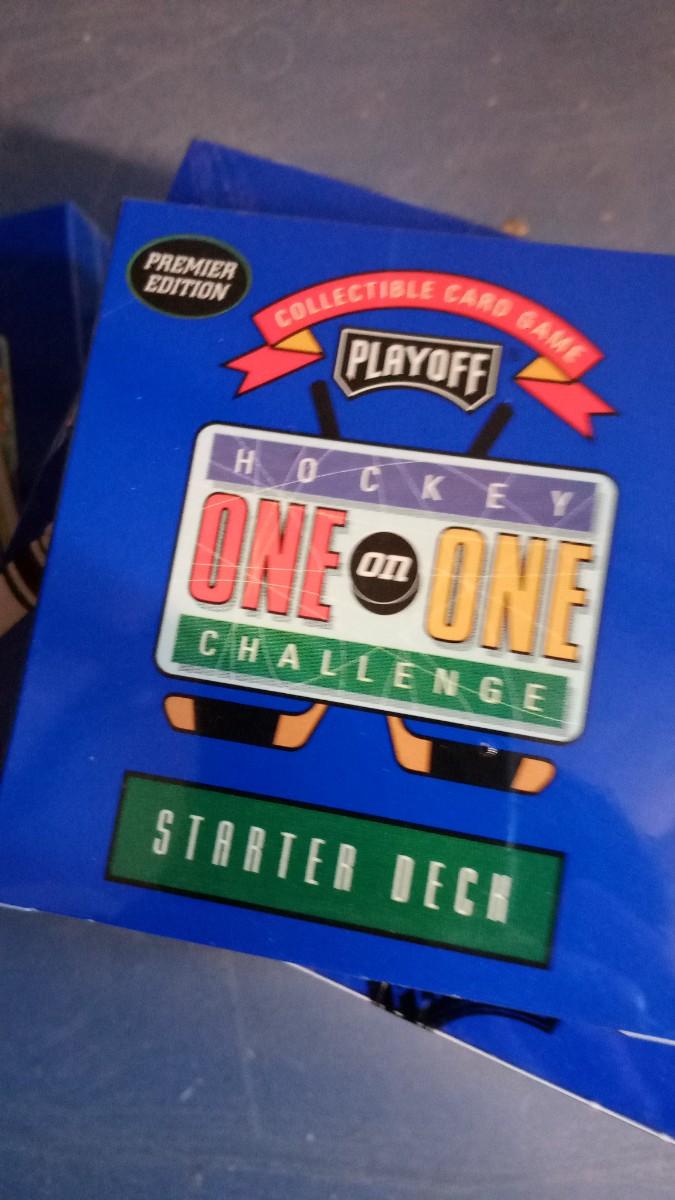 PREMIER
EDITION
COLLECTIBLE CARD GAME
PLAYOFF
HOCKEY
ONE on ONE
CHALLENGE
STARTER DECK